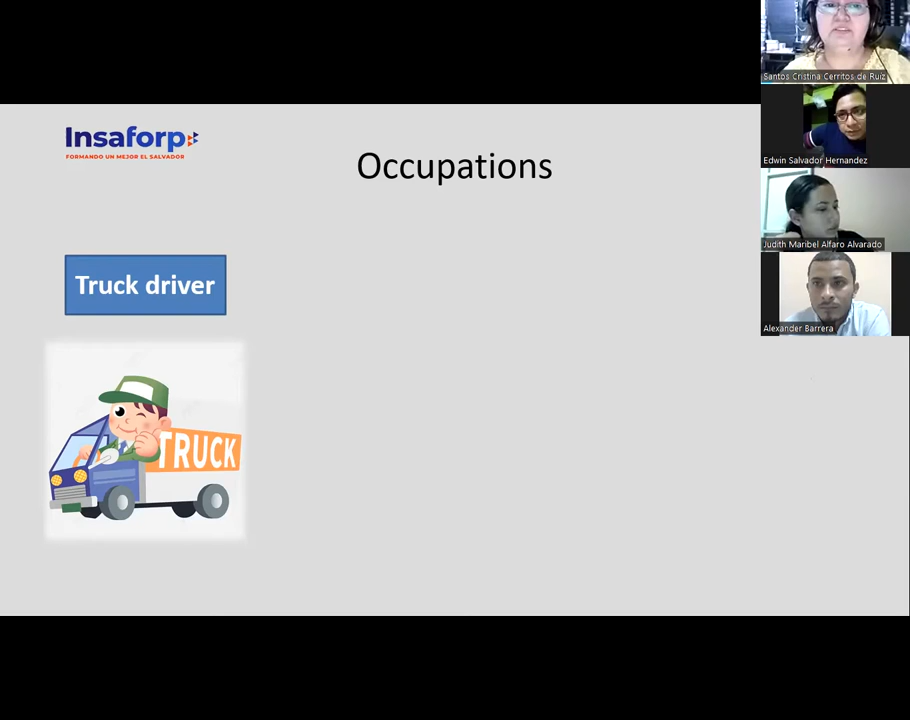 Insaforp
FORMANDO UN MEJOR EL SALVADOR
Occupations
Truck driver
TRUCK
Santos Cristina Cerritos de Ruiz
Edwin Salvador Hernandez
Judith Maribel Alfaro Alvarado
Alexander Barrera